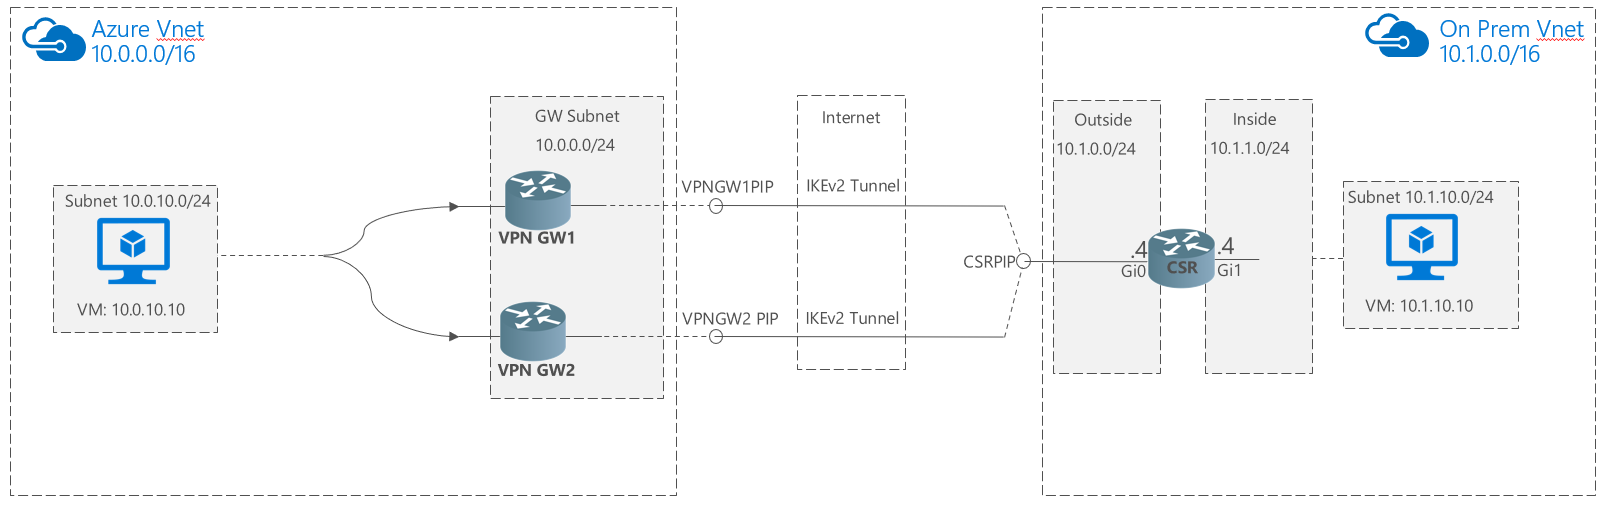 Azure Vnet
10.0.0.0/16
Subnet 10.0.10.0/24
VM: 10.0.10.10
GW Subnet
10.0.0.0/24
VPN GW1
VPN GW2
VPNGW1PIP
VPNGW2 PIP
Internet
IKEv2 Tunnel
IKEv2 Tunnel
CSRPIP
On Prem Vnet
10.1.0.0/16
Outside
10.1.0.0/24
Inside
10.1.1.0/24
.4
Gi0
CSR
.4
Gi1
Subnet 10.1.10.0/24
VM: 10.1.10.10